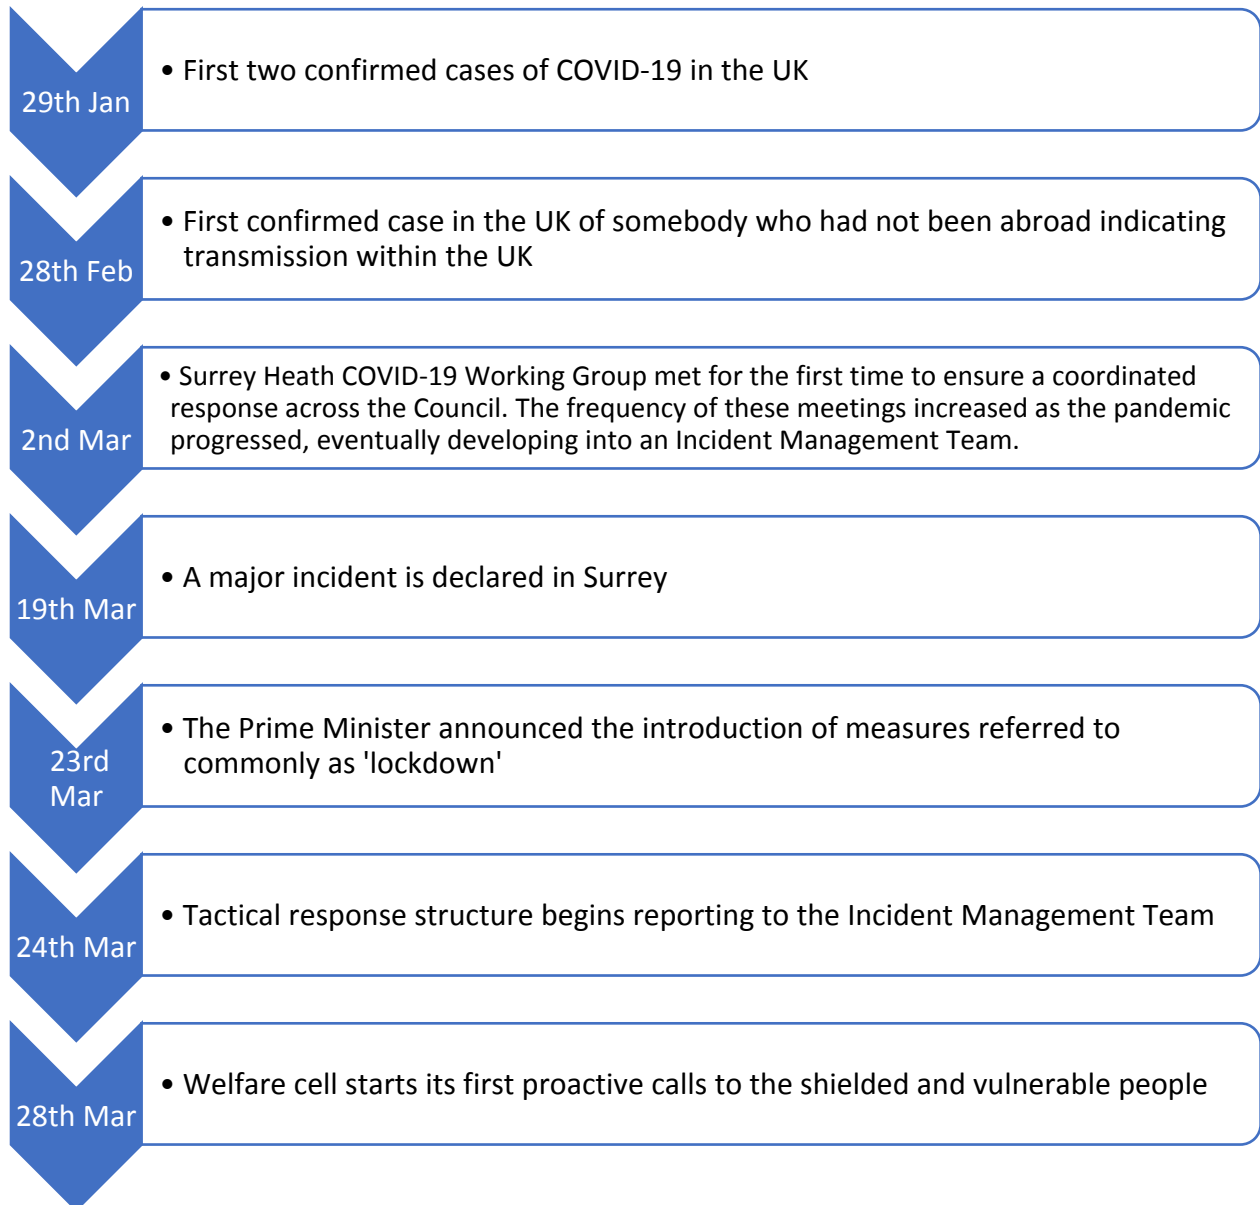 29th Jan
• First two confirmed cases of COVID-19 in the UK
28th Feb
• First confirmed case in the UK of somebody who had not been abroad indicating
transmission within the UK
2nd Mar
• Surrey Heath COVID-19 Working Group met for the first time to ensure a coordinated
response across the Council. The frequency of these meetings increased as the pandemic
progressed, eventually developing into an Incident Management Team.
19th Mar
• A major incident is declared in Surrey
23rd
Mar
• The Prime Minister announced the introduction of measures referred to
commonly as 'lockdown'
24th Mar
• Tactical response structure begins reporting to the Incident Management Team
28th Mar
• Welfare cell starts its first proactive calls to the shielded and vulnerable people